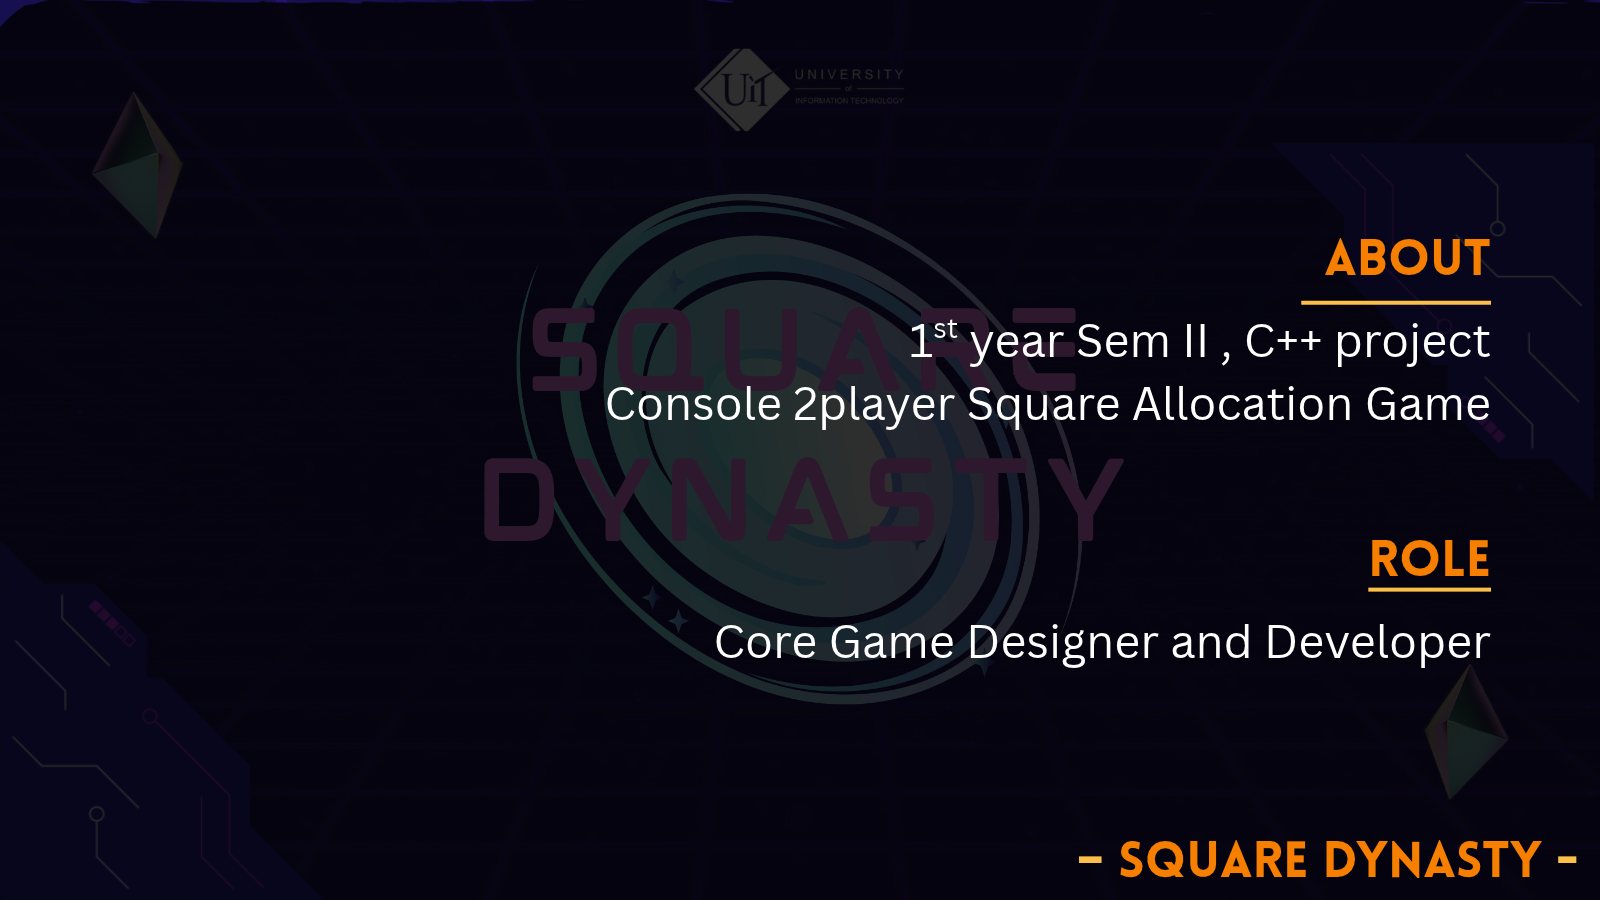 UiT
UNIVERSITY
of
INFORMATION TECHNOLOGY
ABOUT
1st year Sem II , C++ project
Console 2player Square Allocation Game
SQUARE
DYNASTY
ROLE
Core Game Designer and Developer
- SQUARE DYNASTY -